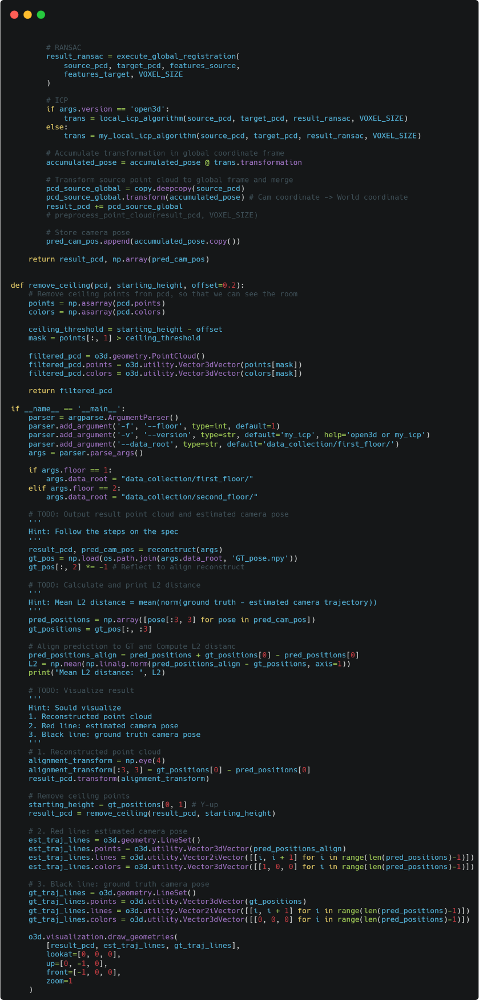 # RANSAC
result_ransac = execute_global_registration(
source_pcd, target_pcd, features_source,
features_target, VOXEL_SIZE
)
# ICP
if args.version == 'open3d':
trans = local_icp_algorithm(source_pcd, target_pcd, result_ransac, VOXEL_SIZE)
else:
trans = my_local_icp_algorithm(source_pcd, target_pcd, result_ransac, VOXEL_SIZE)
# Accumulate transformation in global coordinate frame
accumulated_pose = accumulated_pose @ trans.transformation
# Transform source point cloud to global frame and merge
pcd_source_global = copy.deepcopy(source_pcd)
pcd_source_global.transform(accumulated_pose) # Cam coordinate -> World coordinate
result_pcd += pcd_source_global
# preprocess_point_cloud(result_pcd, VOXEL_SIZE)
# Store camera pose
pred_cam_pos.append(accumulated_pose.copy())
return result_pcd, np.array(pred_cam_pos)
def remove_ceiling(pcd, starting_height, offset=0.2):
# Remove ceiling points from pcd, so that we can see the room
points = np.asarray(pcd.points)
colors = np.asarray(pcd.colors)
ceiling_threshold = starting_height - offset
mask = points[:, 1] > ceiling_threshold
filtered_pcd = o3d.geometry.PointCloud()
filtered_pcd.points = o3d.utility.Vector3dVector(points[mask])
filtered_pcd.colors = o3d.utility.Vector3dVector(colors[mask])
return filtered_pcd
if __name__ == '__main__':
parser = argparse.ArgumentParser()
parser.add_argument('-f', '--floor', type=int, default=1)
parser.add_argument('-v', '--version', type=str, default='my_icp', help='open3d or my_icp')
parser.add_argument('--data_root', type=str, default='data_collection/first_floor/')
args = parser.parse_args()
if args.floor == 1:
args.data_root = "data_collection/first_floor/"
elif args.floor == 2:
args.data_root = "data_collection/second_floor/"
# TODO: Output result point cloud and estimated camera pose
'''
Hint: Follow the steps on the spec
'''
result_pcd, pred_cam_pos = reconstruct(args)
gt_pos = np.load(os.path.join(args.data_root, 'GT_pose.npy'))
gt_pos[:, 2] *= -1 # Reflect to align reconstruct
# TODO: Calculate and print L2 distance
'''
Hint: Mean L2 distance = mean(norm(ground truth - estimated camera trajectory))
'''
pred_positions = np.array([pose[:3, 3] for pose in pred_cam_pos])
gt_positions = gt_pos[:, :3]
# Align prediction to GT and Compute L2 distanc
pred_positions_align = pred_positions + gt_positions[0] - pred_positions[0]
L2 = np.mean(np.linalg.norm(pred_positions_align - gt_positions, axis=1))
print("Mean L2 distance: ", L2)
# TODO: Visualize result
'''
Hint: Sould visualize
1. Reconstructed point cloud
2. Red line: estimated camera pose
3. Black line: ground truth camera pose
'''
# 1. Reconstructed point cloud
alignment_transform = np.eye(4)
alignment_transform[:3, 3] = gt_positions[0] - pred_positions[0]
result_pcd.transform(alignment_transform)
# Remove ceiling points
starting_height = gt_positions[0, 1] # Y-up
result_pcd = remove_ceiling(result_pcd, starting_height)
# 2. Red line: estimated camera pose
est_traj_lines = o3d.geometry.LineSet()
est_traj_lines.points = o3d.utility.Vector3dVector(pred_positions_align)
est_traj_lines.lines = o3d.utility.Vector2iVector([[i, i + 1] for i in range(len(pred_positions)-1)])
est_traj_lines.colors = o3d.utility.Vector3dVector([[1, 0, 0] for i in range(len(pred_positions)-1)])
# 3. Black line: ground truth camera pose
gt_traj_lines = o3d.geometry.LineSet()
gt_traj_lines.points = o3d.utility.Vector3dVector(gt_positions)
gt_traj_lines.lines = o3d.utility.Vector2iVector([[i, i + 1] for i in range(len(pred_positions)-1)])
gt_traj_lines.colors = o3d.utility.Vector3dVector([[0, 0, 0] for i in range(len(pred_positions)-1)])
o3d.visualization.draw_geometries(
[result_pcd, est_traj_lines, gt_traj_lines],
lookat=[0, 0, 0],
up=[0, -1, 0],
front=[-1, 0, 0],
zoom=1
)